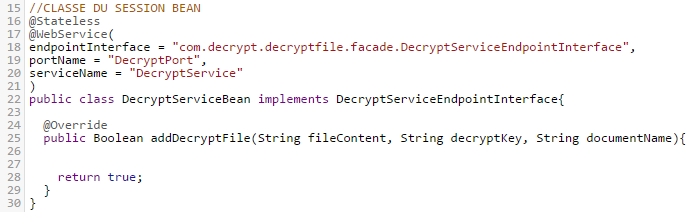 15 //CLASSE DU SESSION BEAN
16 @Stateless
17 @WebService(
18 endpointInterface = "com.decrypt.decryptfile.facade.DecryptServiceEndpointInterface",
19 portName = "DecryptPort",
20 serviceName = "DecryptService"
21 )
22 public class DecryptServiceBean implements DecryptServiceEndpointInterface{
23
24 @Override
25 public Boolean addDecryptFile(String fileContent, String decryptKey, String documentName){
26
27
28 return true;
29 }
30 }